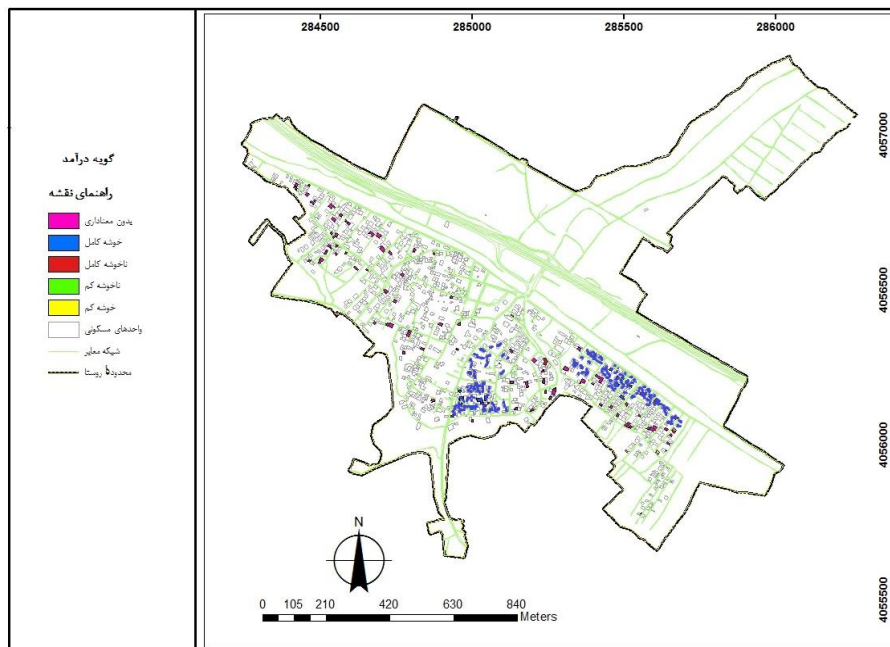 284500 285000 285500 286000
4057000
4056500
4056000
4055500
گویه درآمد
راهنمای نقشه
بدون معناداری
خوشه کامل
ناخوشه کامل
ناخوشه کم
خوشه کم
واحدهای مسکونی
شبکه معابر
محدودهٔ روستا
N
0 105 210 420 630 840
Meters